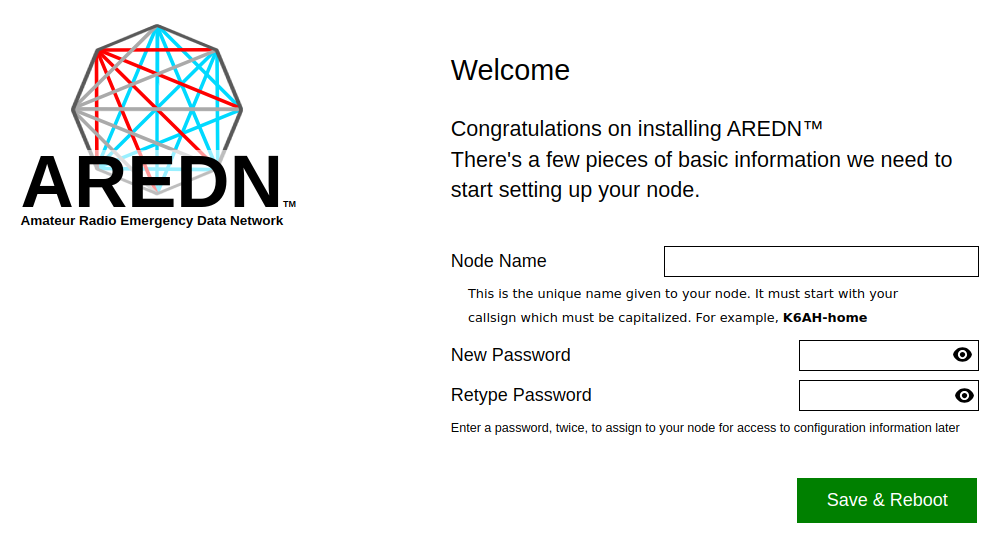 AREDN™
Amateur Radio Emergency Data Network
Welcome
Congratulations on installing AREDN™
There's a few pieces of basic information we need to
start setting up your node.
Node Name
This is the unique name given to your node. It must start with your
callsign which must be capitalized. For example, K6AH-home
New Password
Retype Password
Enter a password, twice, to assign to your node for access to configuration information later
Save & Reboot